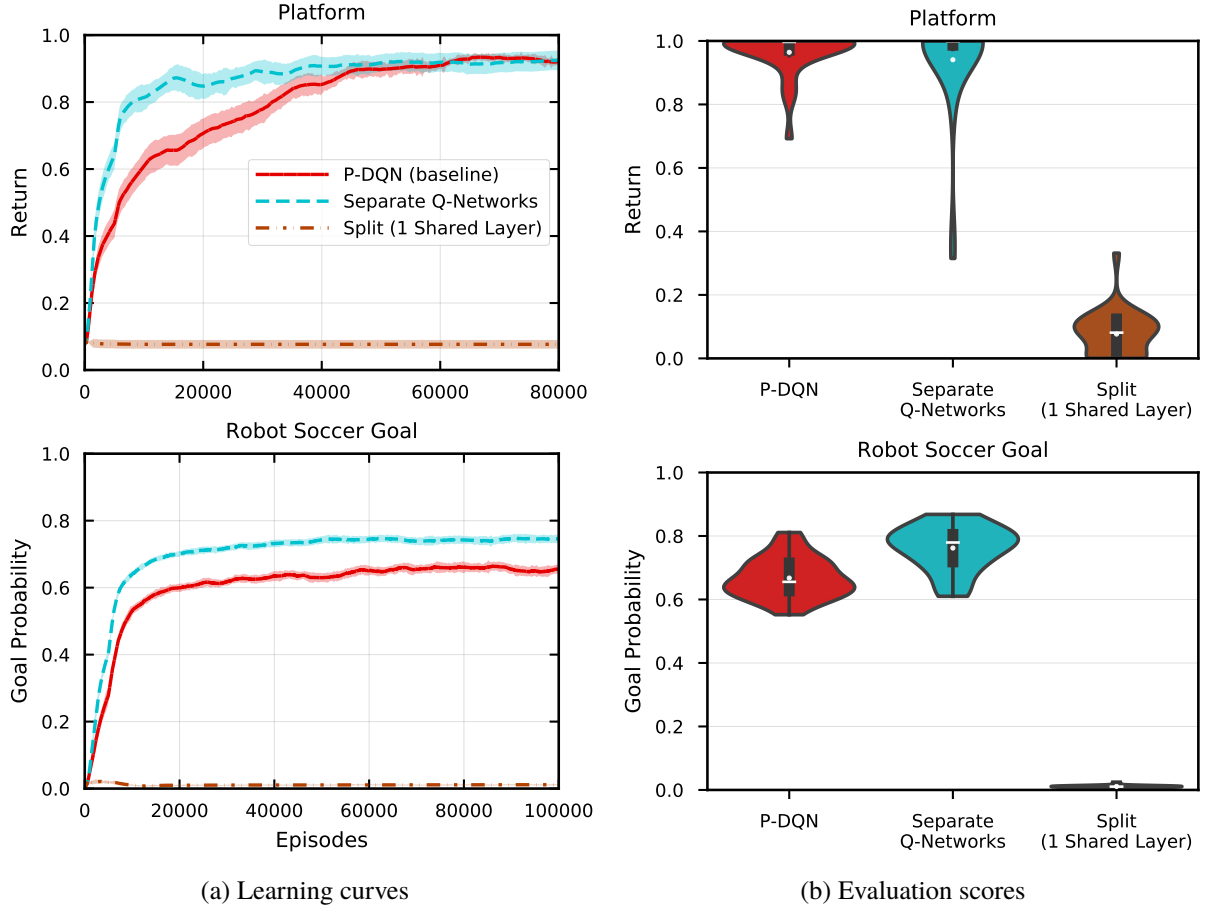 Platform
1.0
0.8
0.6
0.4
0.2
0.0
Return
0 20000 40000 60000 80000
P-DQN (baseline)
Separate Q-Networks
Split (1 Shared Layer)
Robot Soccer Goal
1.0
0.8
0.6
0.4
0.2
0.0
Goal Probability
0 20000 40000 60000 80000 100000
Episodes
(a) Learning curves
Platform
1.0
0.8
0.6
0.4
0.2
0.0
Return
P-DQN
Separate
Q-Networks
Split
(1 Shared Layer)
Robot Soccer Goal
1.0
0.8
0.6
0.4
0.2
0.0
Goal Probability
P-DQN
Separate
Q-Networks
Split
(1 Shared Layer)
(b) Evaluation scores